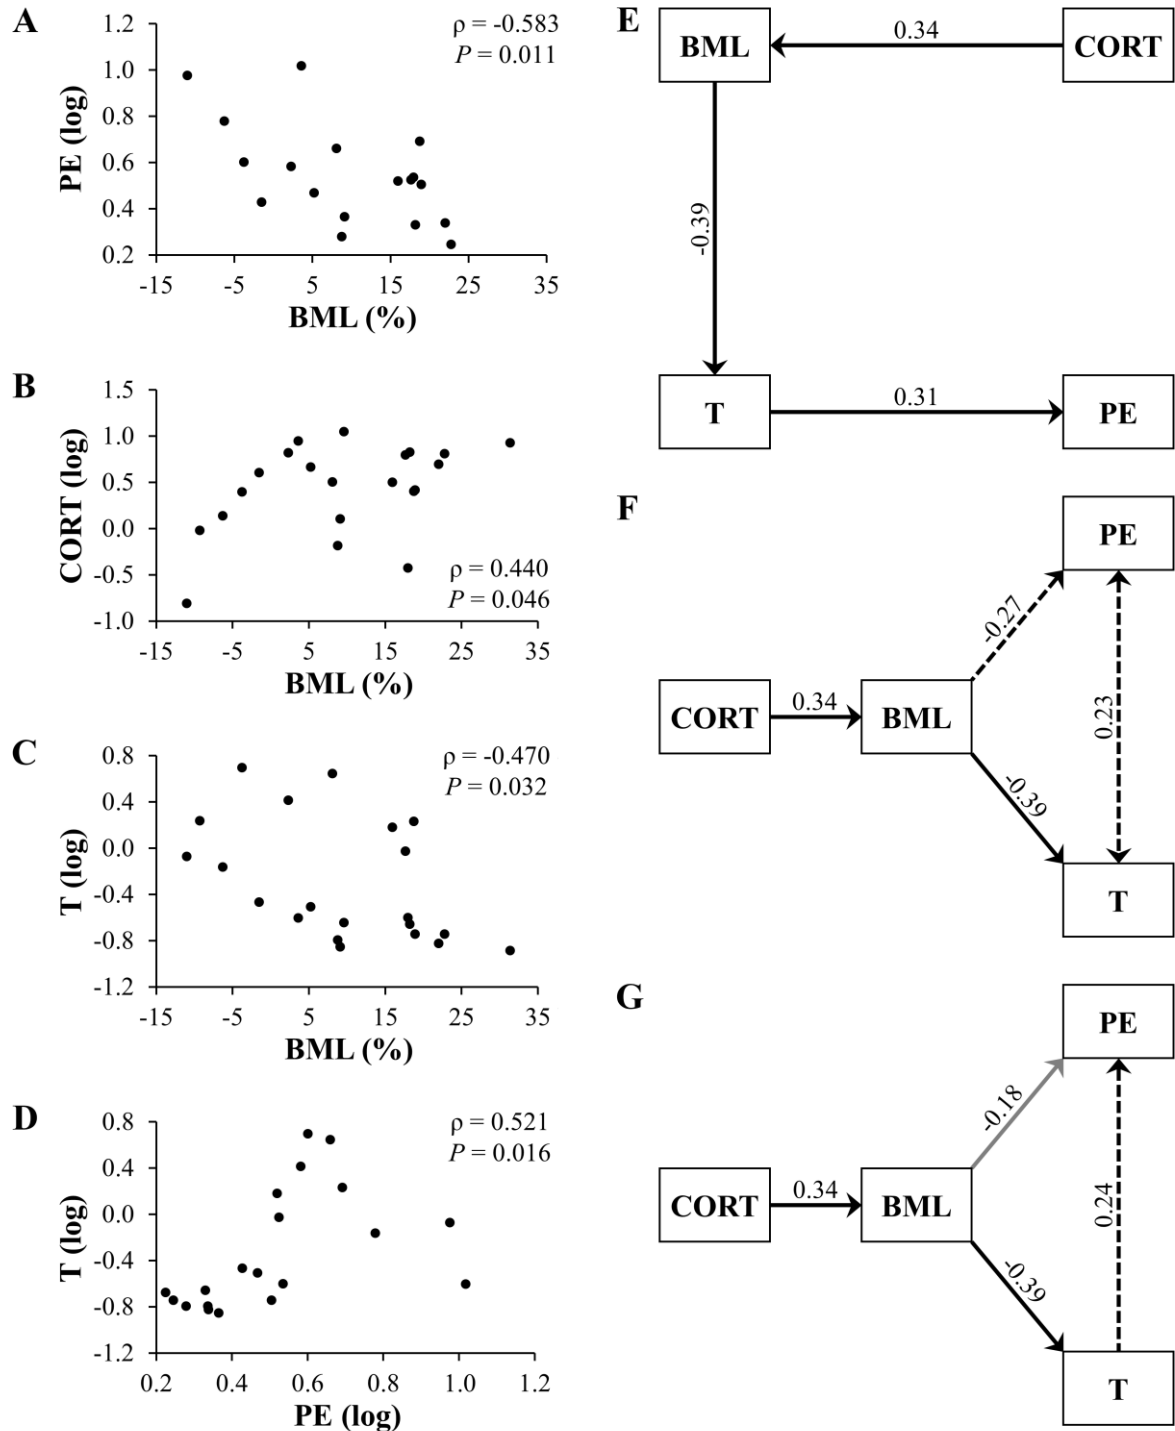 A
ρ = -0.583
P = 0.011
PE (log)
1.2
1.0
0.8
0.6
0.4
0.2
-15 -5 5 15 25 35
BML (%)
B
CORT (log)
1.5
1.0
0.5
0.0
-0.5
-1.0
ρ = 0.440
P = 0.046
-15 -5 5 15 25 35
BML (%)
C
ρ = -0.470
P = 0.032
T (log)
0.8
0.4
0.0
-0.4
-0.8
-1.2
-15 -5 5 15 25 35
BML (%)
D
ρ = 0.521
P = 0.016
T (log)
0.8
0.4
0.0
-0.4
-0.8
-1.2
0.2 0.4 0.6 0.8 1.0 1.2
PE (log)
E
BML 0.34 CORT
-0.39
T 0.31 PE
F
PE
-0.27
CORT 0.34 BML
0.23
-0.39
T
G
PE
-0.18
CORT 0.34 BML
0.24
-0.39
T